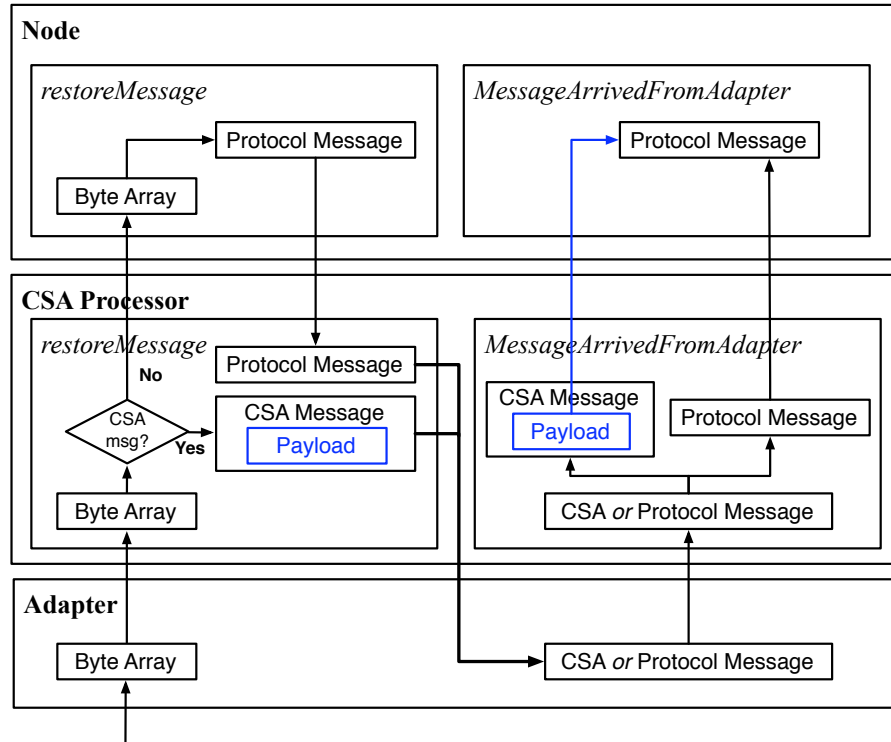 Node
restoreMessage
Protocol Message
Byte Array
MessageArrivedFromAdapter
Protocol Message
CSA Processor
restoreMessage
Protocol Message
No
CSA
msg?
Yes
CSA Message
Payload
Byte Array
MessageArrivedFromAdapter
CSA Message
Payload
Protocol Message
CSA or Protocol Message
Adapter
Byte Array
CSA or Protocol Message